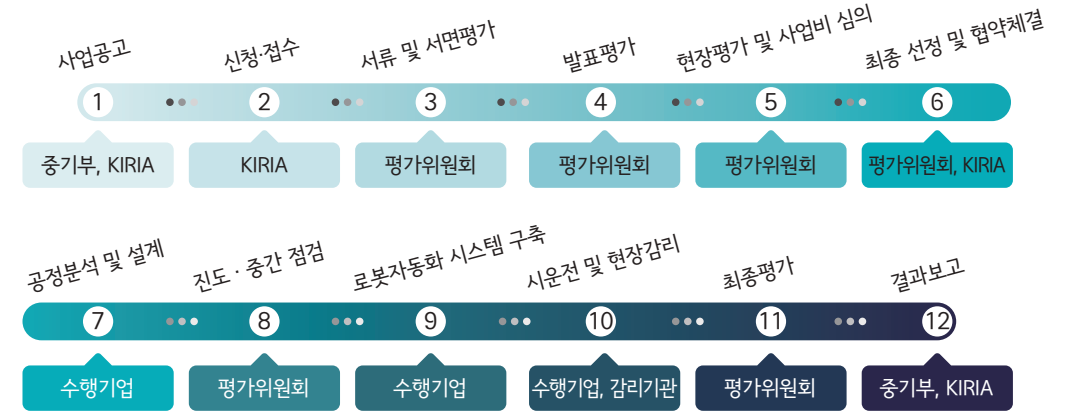 사업공고
신청·접수
서류 및 서면평가
발표평가
현장평가 및 사업비 심의
최종 선정 및 협약체결
1
2
3
4
5
6
중기부, KIRIA
KIRIA
평가위원회
평가위원회
평가위원회
평가위원회, KIRIA
공정분석 및 설계
진도 · 중간 점검
로봇자동화 시스템 구축
시운전 및 현장감리
최종평가
결과보고
7
8
9
10
11
12
수행기업
평가위원회
수행기업
수행기업, 감리기관
평가위원회
중기부, KIRIA